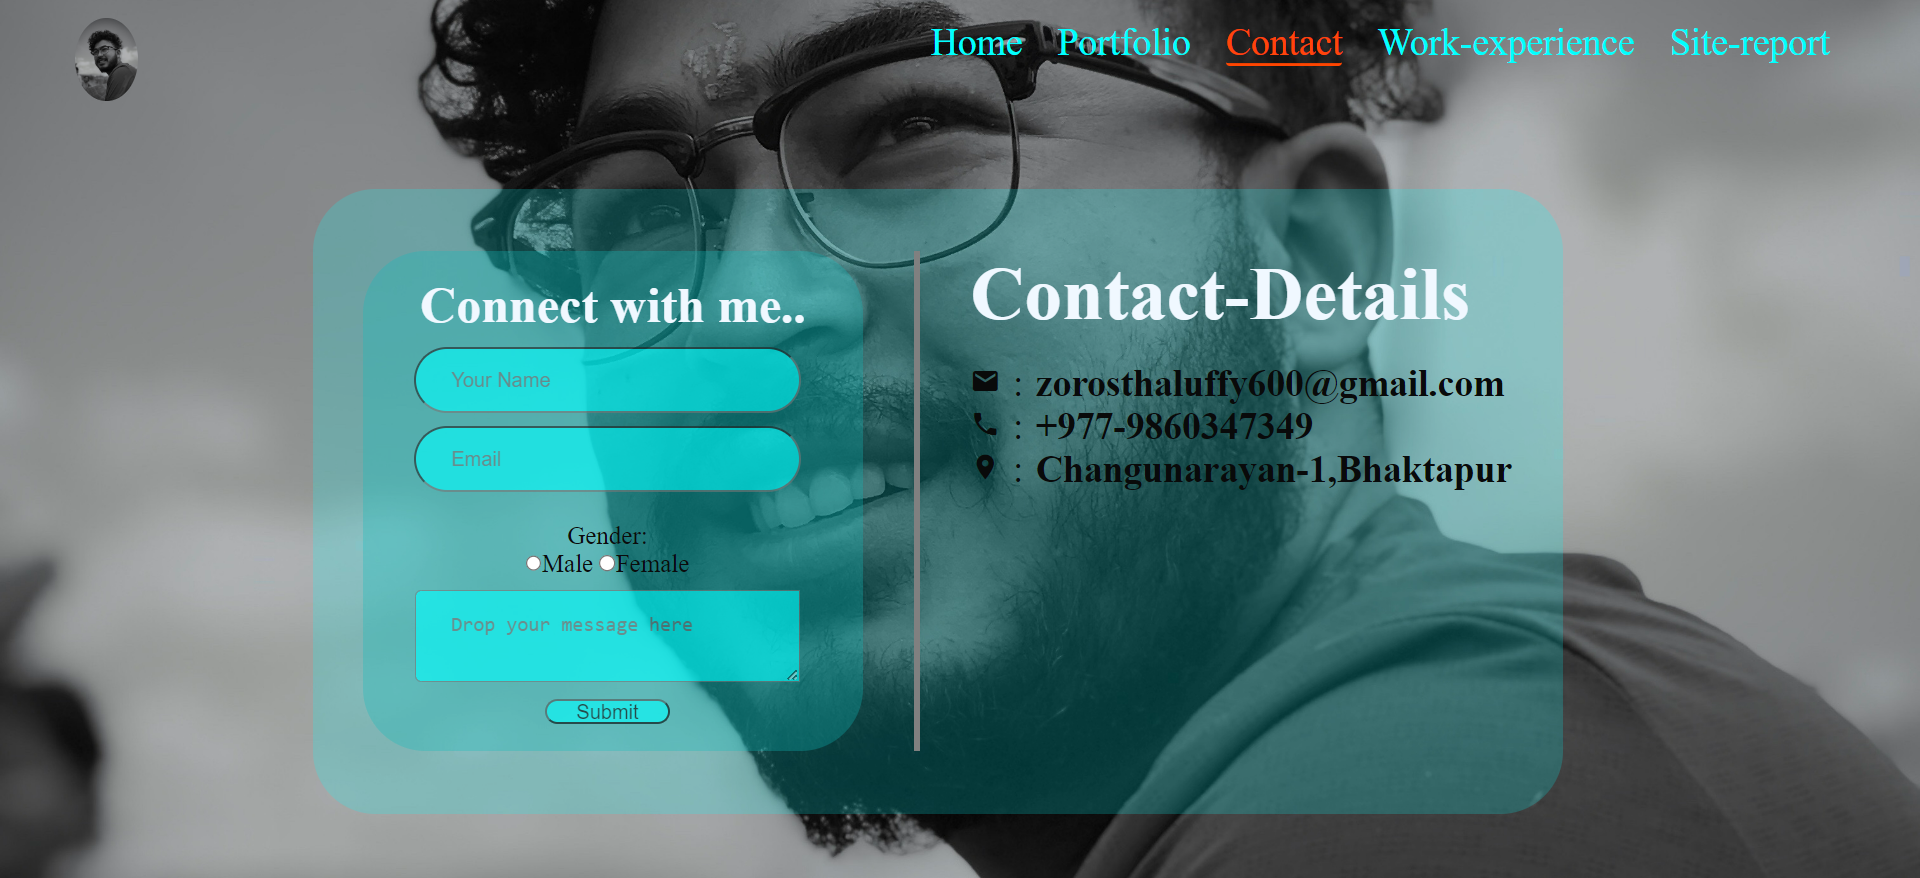 Home Portfolio Contact Work-experience Site-report
Connect with me..
Your Name
Email
Gender:
Male Female
Drop your message here
Submit
Contact-Details
: zorosthaluffy600@gmail.com
: +977-9860347349
: Changunarayan-1,Bhaktapur